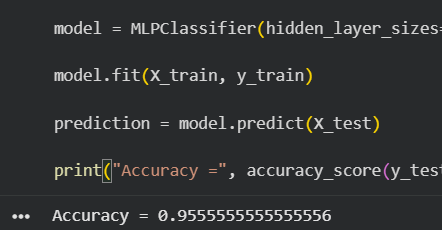 model = MLPClassifier(hidden_layer_sizes=
model.fit(X_train, y_train)
prediction = model.predict(X_test)
print("Accuracy =", accuracy_score(y_test
Accuracy = 0.9555555555555556